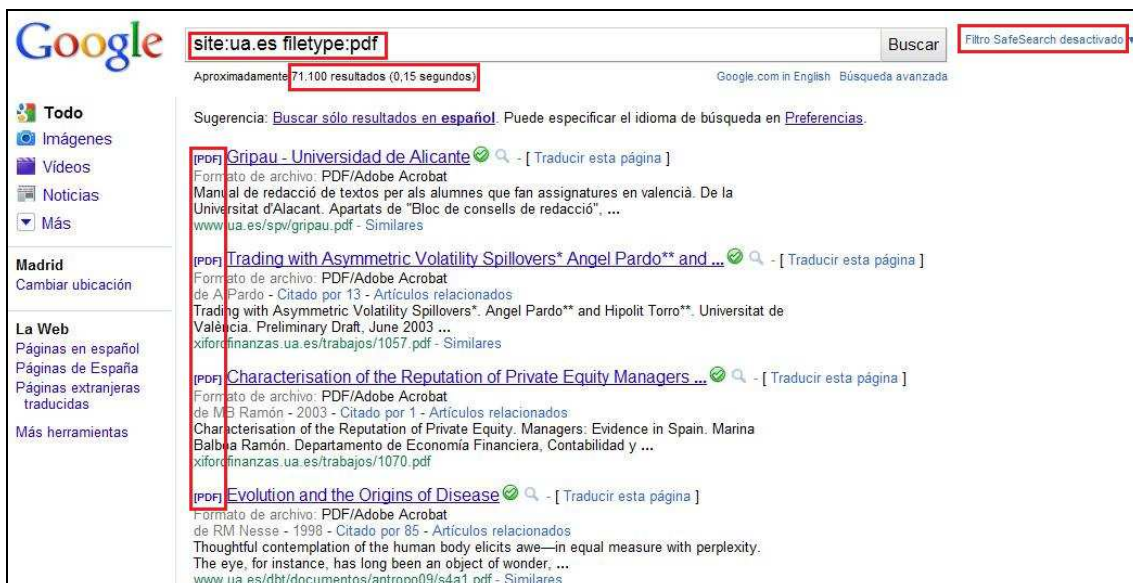 Google
site:ua.es filetype:pdf
Buscar
Filtro SafeSearch desactivado
Aproximadamente 71.100 resultados (0,15 segundos)
Google.com in English Búsqueda avanzada
Todo
Imágenes
Vídeos
Noticias
Más
Madrid
Cambiar ubicación
La Web
Páginas en español
Páginas de España
Páginas extranjeras
traducidas
Más herramientas
Sugerencia: Buscar sólo resultados en español. Puede especificar el idioma de búsqueda en Preferencias.
[PDF] Gripau - Universidad de Alicante - [ Traducir esta página ]
Formato de archivo: PDF/Adobe Acrobat
Manual de redacció de textos per als alumnes que fan assignatures en valencià. De la
Universitat d'Alacant. Apartats de "Bloc de consells de redacció", ...
www.ua.es/spv/gripau.pdf - Similares
[PDF] Trading with Asymmetric Volatility Spillovers* Angel Pardo** and ... - [ Traducir esta página ]
Formato de archivo: PDF/Adobe Acrobat
de A Pardo - Citado por 13 - Artículos relacionados
Trading with Asymmetric Volatility Spillovers*. Angel Pardo** and Hipolit Torro**. Universitat de
València. Preliminary Draft, June 2003 ...
xiforofinanzas.ua.es/trabajos/1057.pdf - Similares
[PDF] Characterisation of the Reputation of Private Equity Managers ... - [ Traducir esta página ]
Formato de archivo: PDF/Adobe Acrobat
de MB Ramón - 2003 - Citado por 1 - Artículos relacionados
Characterisation of the Reputation of Private Equity. Managers: Evidence in Spain. Marina
Balboa Ramón. Departamento de Economía Financiera, Contabilidad y ...
xiforofinanzas.ua.es/trabajos/1070.pdf
[PDF] Evolution and the Origins of Disease - [ Traducir esta página ]
Formato de archivo: PDF/Adobe Acrobat
de RM Nesse - 1998 - Citado por 85 - Artículos relacionados
Thoughtful contemplation of the human body elicits awe—in equal measure with perplexity.
The eye, for instance, has long been an object of wonder, ...
www.ua.es/dbt/documentos/antropo09/s4a1.pdf - Similares